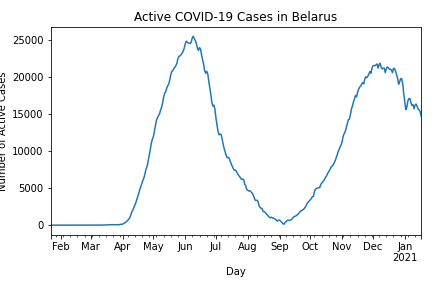 Active COVID-19 Cases in Belarus
25000
20000
15000
10000
5000
0
Number of Active Cases
Feb Mar Apr May Jun Jul Aug Sep Oct Nov Dec Jan
2021
Day